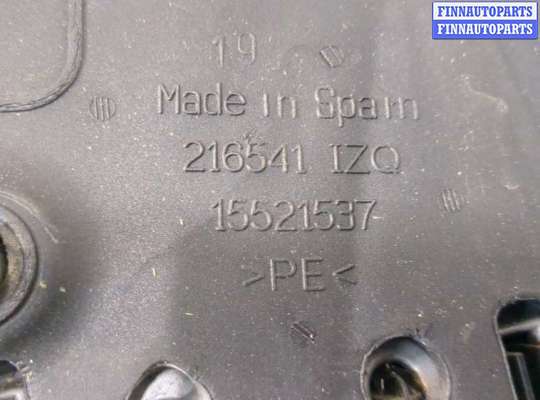 FINNAUTOPARTS
FINNAUTOPARTS
19
Made in Spain
216541 IZQ
15521537
>PE<